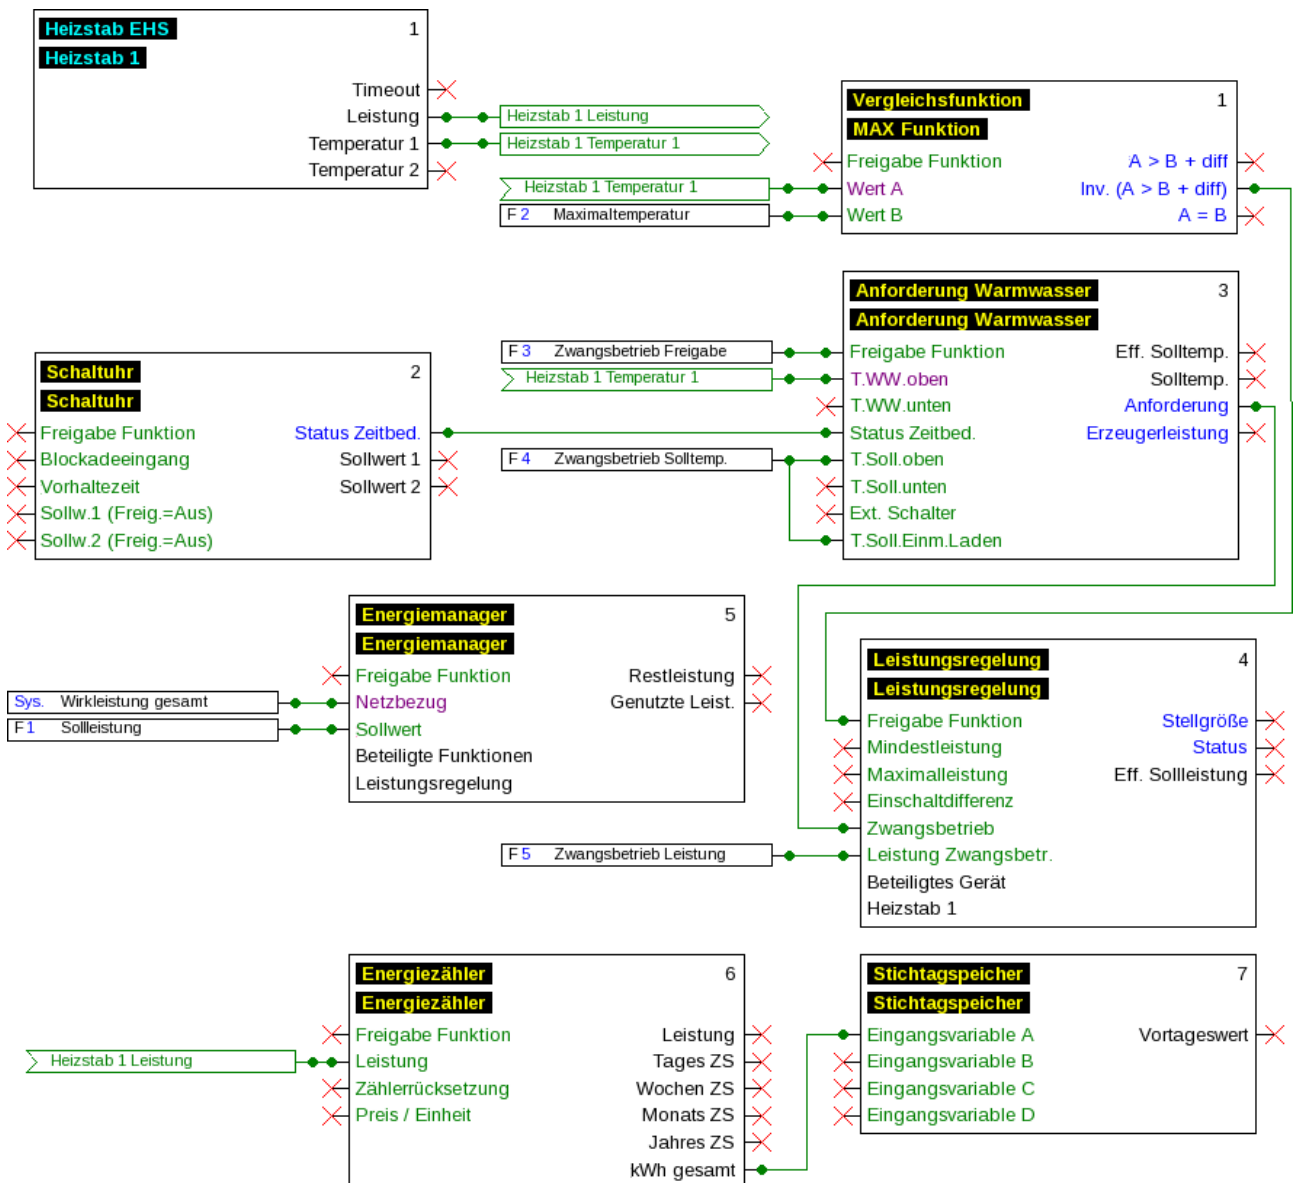 Heizstab EHS 1
Heizstab 1
Timeout
Leistung
Temperatur 1
Temperatur 2
Heizstab 1 Leistung
Heizstab 1 Temperatur 1
Vergleichsfunktion 1
MAX Funktion
Freigabe Funktion A > B + diff
Heizstab 1 Temperatur 1 Wert A Inv. (A > B + diff)
F 2 Maximaltemperatur Wert B A = B
Anforderung Warmwasser 3
Anforderung Warmwasser
F 3 Zwangsbetrieb Freigabe Freigabe Funktion Eff. Solltemp.
Heizstab 1 Temperatur 1 T.WW.oben Solltemp.
T.WW.unten Anforderung
Status Zeitbed. Erzeugerleistung
F 4 Zwangsbetrieb Solltemp. T.Soll.oben
T.Soll.unten
Ext. Schalter
T.Soll.Einm.Laden
Schaltuhr 2
Schaltuhr
Freigabe Funktion Status Zeitbed.
Blockadeeingang Sollwert 1
Vorhaltezeit Sollwert 2
Sollw.1 (Freig.=Aus)
Sollw.2 (Freig.=Aus)
Energiemanager 5
Energiemanager
Freigabe Funktion Restleistung
Sys. Wirkleistung gesamt Netzbezug Genutzte Leist.
F 1 Sollleistung Sollwert
Beteiligte Funktionen
Leistungsregelung
Leistungsregelung 4
Leistungsregelung
Freigabe Funktion Stellgröße
Mindestleistung Status
Maximalleistung Eff. Sollleistung
Einschaltdifferenz
Zwangsbetrieb
F 5 Zwangsbetrieb Leistung Leistung Zwangsbetr.
Beteiligtes Gerät
Heizstab 1
Energiezähler 6
Energiezähler
Freigabe Funktion Leistung
Heizstab 1 Leistung Leistung Tages ZS
Zählerrücksetzung Wochen ZS
Preis / Einheit Monats ZS
Jahres ZS
kWh gesamt
Stichtagspeicher 7
Stichtagspeicher
Eingangsvariable A Vortageswert
Eingangsvariable B
Eingangsvariable C
Eingangsvariable D